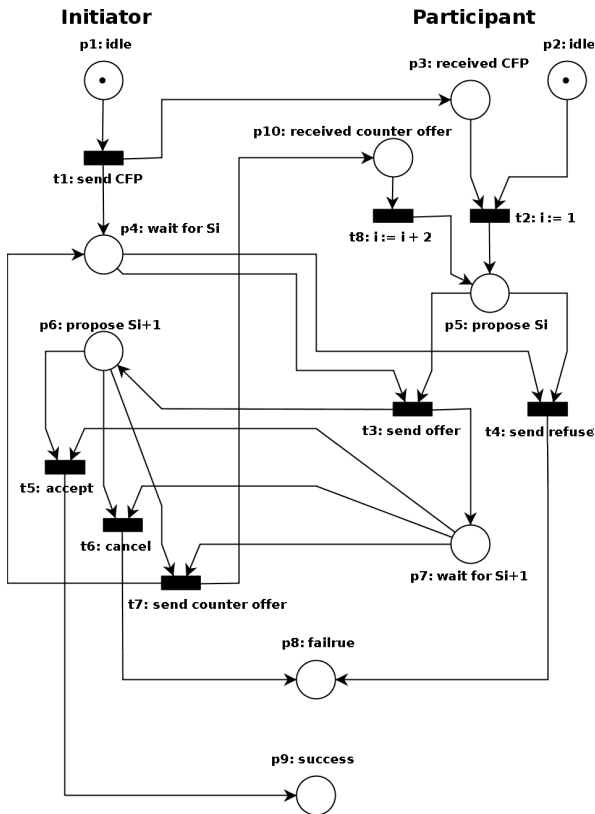 Initiator
Participant
p1: idle
p2: idle
p3: received CFP
p10: received counter offer
t1: send CFP
p4: wait for Si
t2: i := 1
t8: i := i + 2
p6: propose Si+1
p5: propose Si
t3: send offer
t4: send refuse
t5: accept
t6: cancel
p7: wait for Si+1
t7: send counter offer
p8: failrue
p9: success